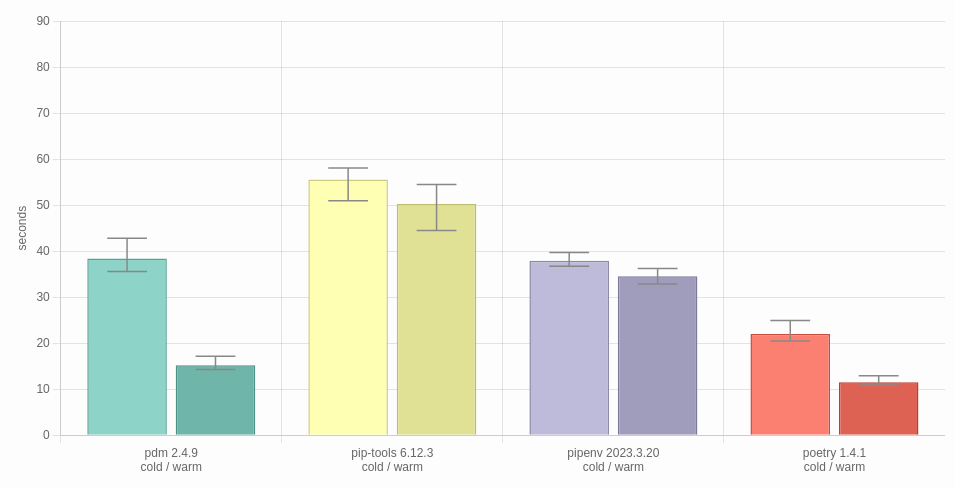 90
80
70
60
50
40
30
20
10
0
seconds
pdm 2.4.9
cold / warm
pip-tools 6.12.3
cold / warm
pipenv 2023.3.20
cold / warm
poetry 1.4.1
cold / warm